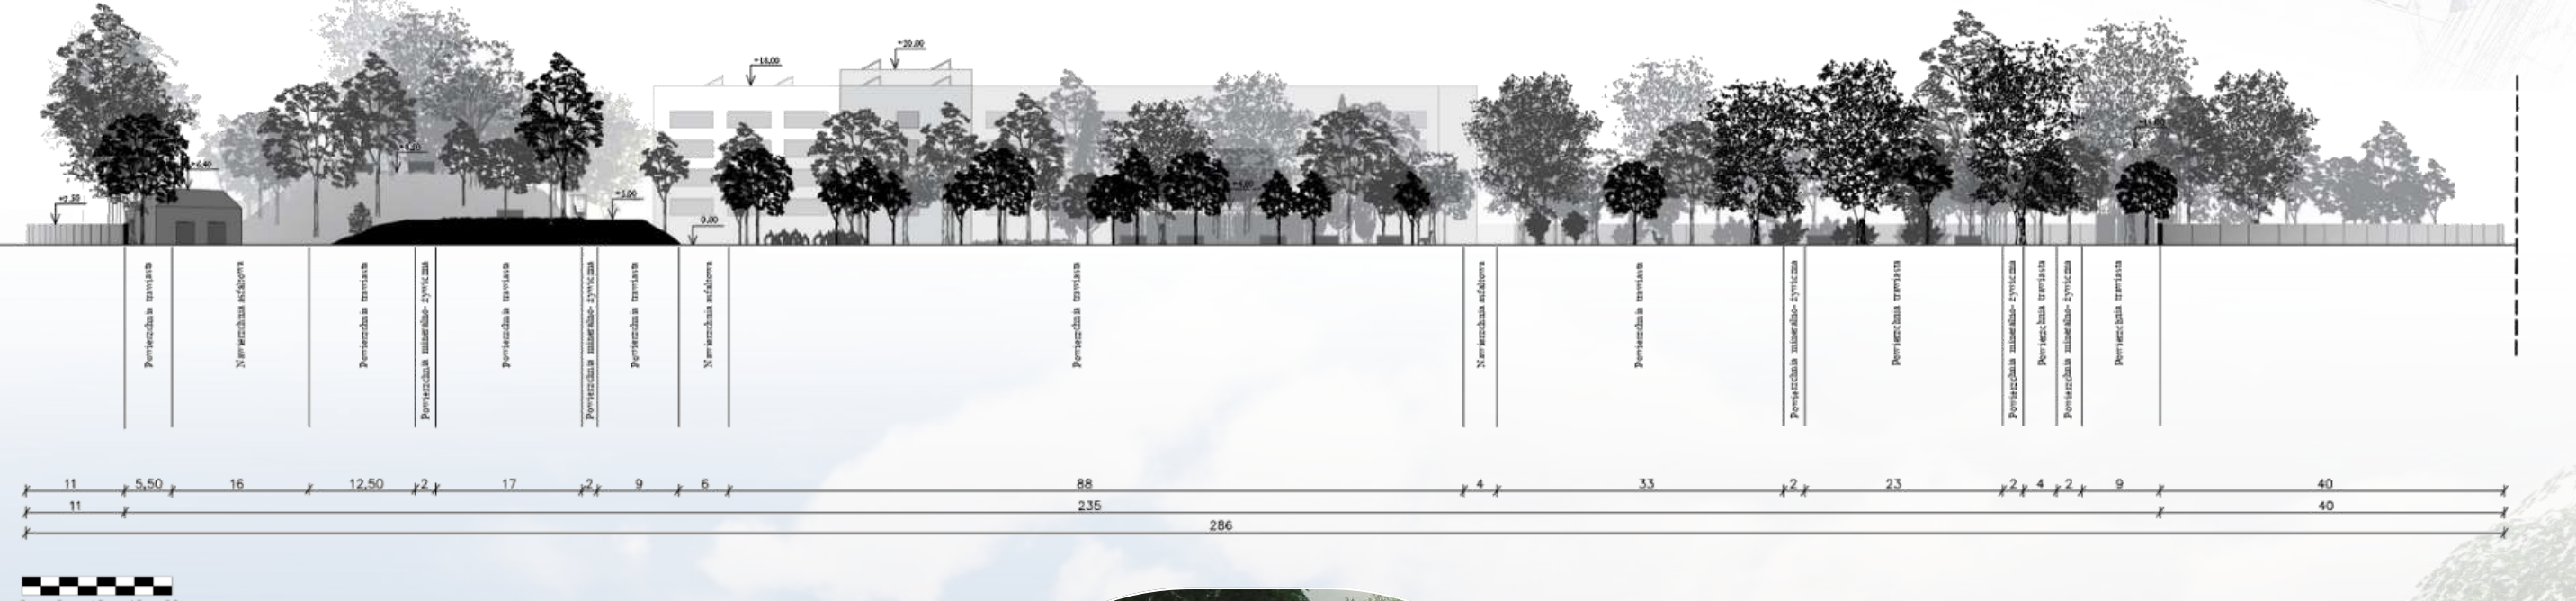 +20,00
+18,00
+6,40
+2,50
+3,00
0,00
Powierzchnia trawiasta
Nawierzchnia asfaltowa
Powierzchnia trawiasta
Powierzchnia mineralno- żywiczna
Powierzchnia trawiasta
Powierzchnia mineralno- żywiczna
Powierzchnia trawiasta
Nawierzchnia asfaltowa
Powierzchnia trawiasta
Nawierzchnia asfaltowa
Powierzchnia trawiasta
Powierzchnia mineralno- żywiczna
Powierzchnia trawiasta
Powierzchnia mineralno- żywiczna
Powierzchnia trawiasta
Powierzchnia mineralno- żywiczna
Powierzchnia trawiasta
11 5,50 16 12,50 2 17 2 9 6 88 4 33 2 23 2 4 2 9 40
11 235 40
286